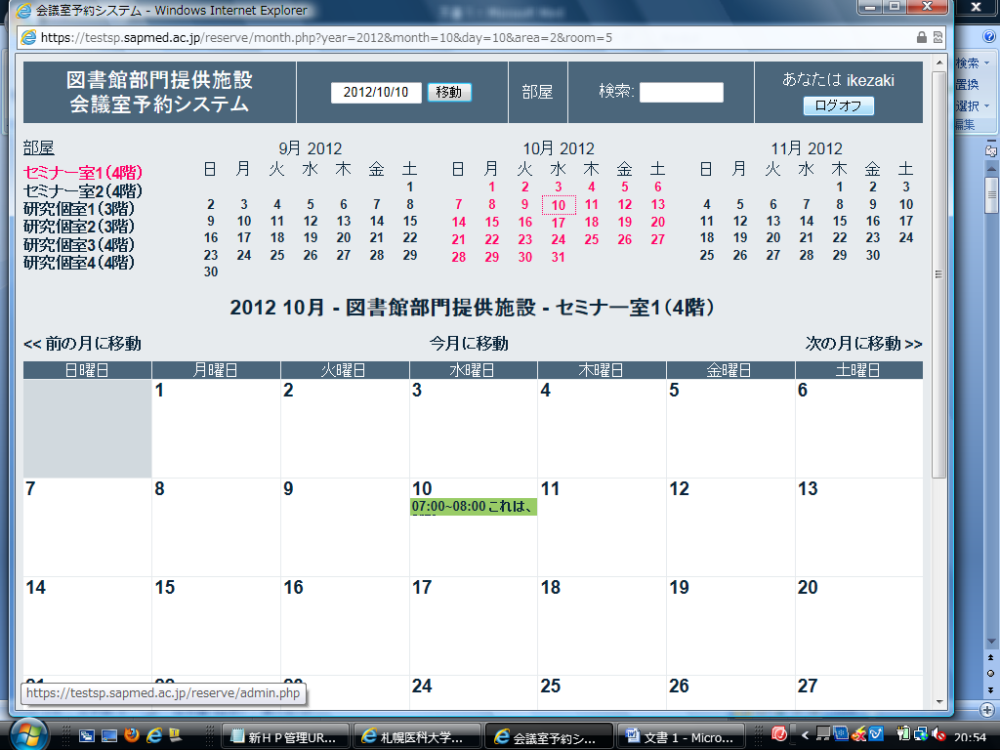 会議室予約システム - Windows Internet Explorer
https://testsp.sapmed.ac.jp/reserve/month.php?year=2012&month=10&day=10&area=2&room=5
図書館部門提供施設
会議室予約システム
2012/10/10 移動
部屋
検索:
あなたは ikezaki
ログオフ
検索
置換
選択
編集
部屋
セミナー室1(4階)
セミナー室2(4階)
研究個室1(3階)
研究個室2(3階)
研究個室3(4階)
研究個室4(4階)
9月 2012
日 月 火 水 木 金 土
1
2 3 4 5 6 7 8
9 10 11 12 13 14 15
16 17 18 19 20 21 22
23 24 25 26 27 28 29
30
10月 2012
日 月 火 水 木 金 土
1 2 3 4 5 6
7 8 9 10 11 12 13
14 15 16 17 18 19 20
21 22 23 24 25 26 27
28 29 30 31
11月 2012
日 月 火 水 木 金 土
1 2 3
4 5 6 7 8 9 10
11 12 13 14 15 16 17
18 19 20 21 22 23 24
25 26 27 28 29 30
2012 10月 - 図書館部門提供施設 - セミナー室1(4階)
<< 前の月に移動 今月に移動 次の月に移動 >>
日曜日 月曜日 火曜日 水曜日 木曜日 金曜日 土曜日
1 2 3 4 5 6
7 8 9 10 11 12 13
07:00~08:00 これは、
14 15 16 17 18 19 20
24 25 26 27
https://testsp.sapmed.ac.jp/reserve/admin.php
新HP管理UR...
札幌医科大学...
会議室予約シ...
文書 1 - Micro...
20:54